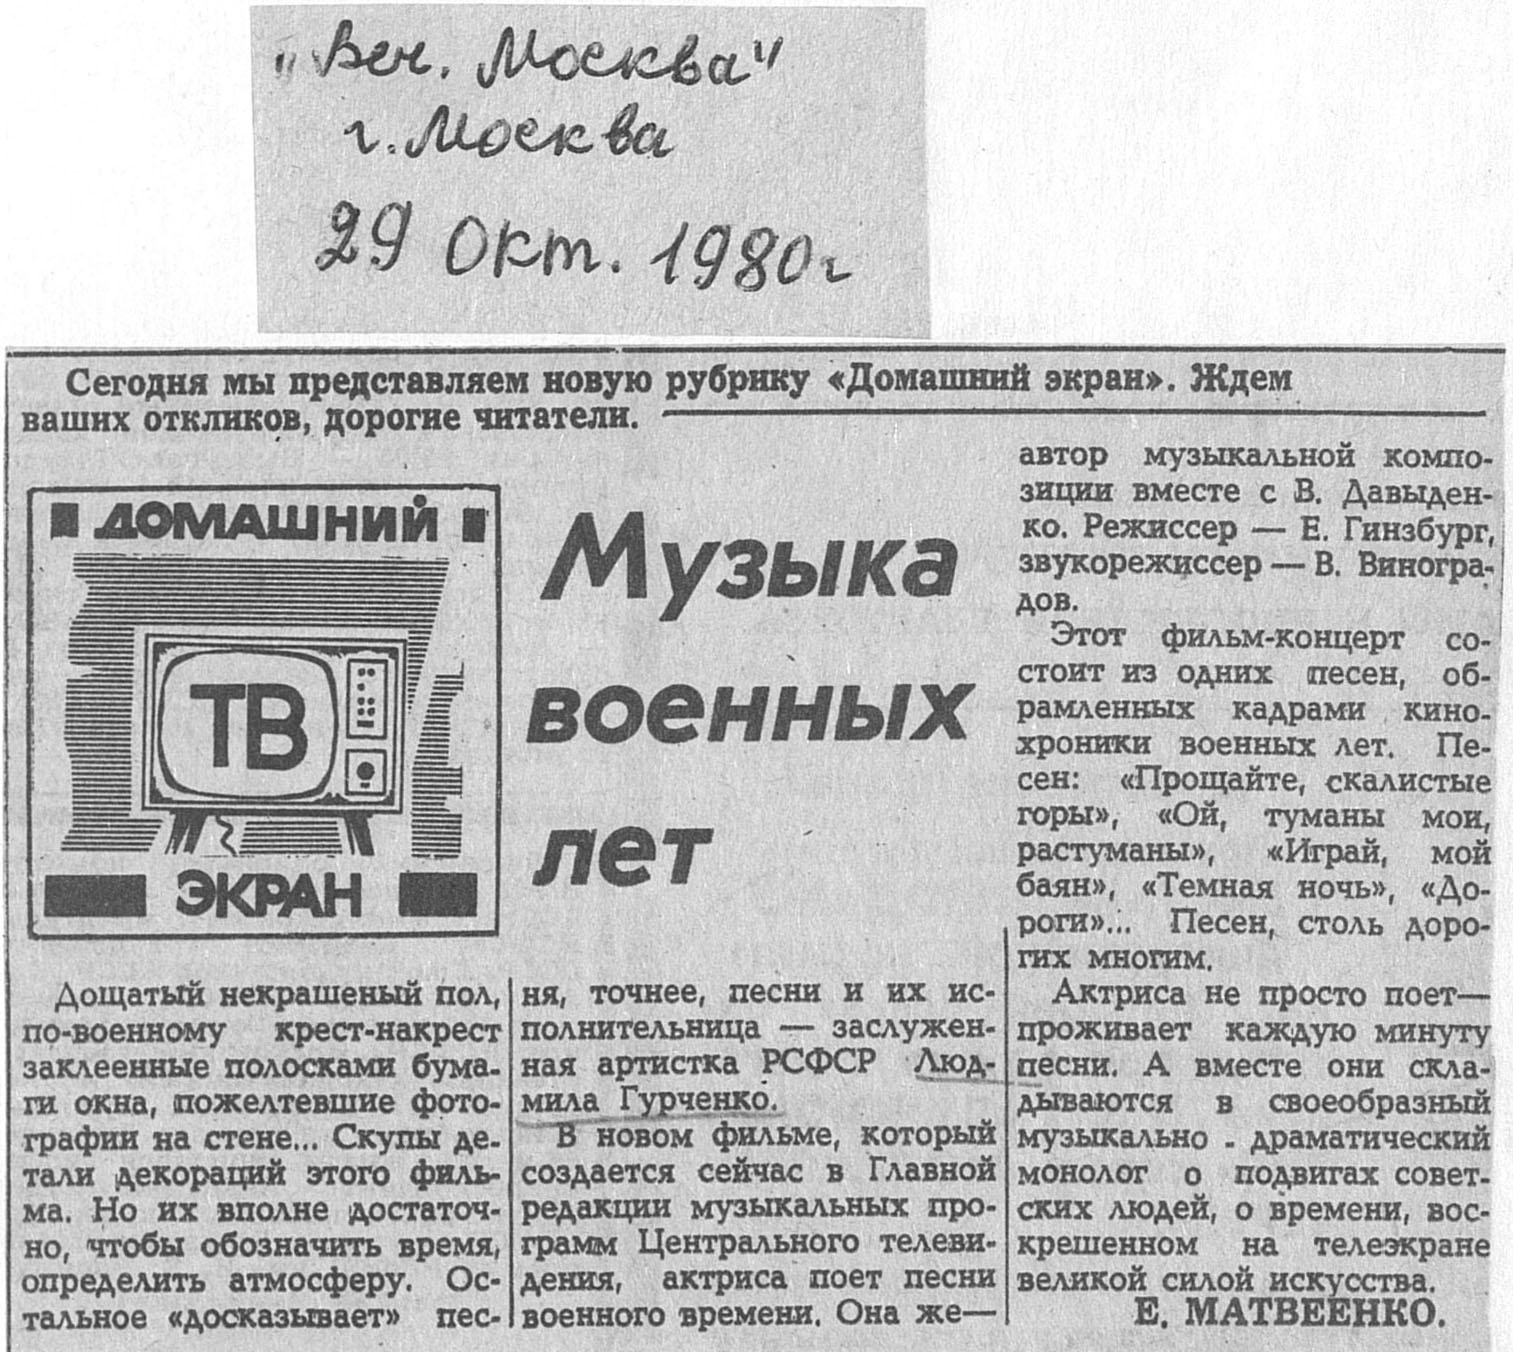 "Веч. Москва"
г. Москва
29 окт. 1980г
Сегодня мы представляем новую рубрику «Домашний экран». Ждем
ваших откликов, дорогие читатели.
ДОМАШНИЙ
ТВ
ЭКРАН
Музыка
военных
лет
Дощатый некрашеный пол,
по-военному крест-накрест
заклеенные полосками бума-
ги окна, пожелтевшие фото-
графии на стене... Скупы де-
тали декораций этого филь-
ма. Но их вполне достаточ-
но, чтобы обозначить время,
определить атмосферу. Ос-
тальное «досказывает» пес-
ня, точнее, песни и их ис-
полнительница — заслужен-
ная артистка РСФСР Люд-
мила Гурченко.
В новом фильме, который
создается сейчас в Главной
редакции музыкальных про-
грамм Центрального телеви-
дения, актриса поет песни
военного времени. Она же—
автор музыкальной компо-
зиции вместе с В. Давыден-
ко. Режиссер — Е. Гинзбург,
звукорежиссер — В. Виногра-
дов.
Этот фильм-концерт со-
стоит из одних песен, об-
рамленных кадрами кино-
хроники военных лет. Пе-
сен: «Прощайте, скалистые
горы», «Ой, туманы мои,
растуманы», «Играй, мой
баян», «Темная ночь», «До-
роги»... Песен, столь доро-
гих многим.
Актриса не просто поет—
проживает каждую минуту
песни. А вместе они скла-
дываются в своеобразный
музыкально - драматический
монолог о подвигах совет-
ских людей, о времени, вос-
крешенном на телеэкране
великой силой искусства.
Е. МАТВЕЕНКО.